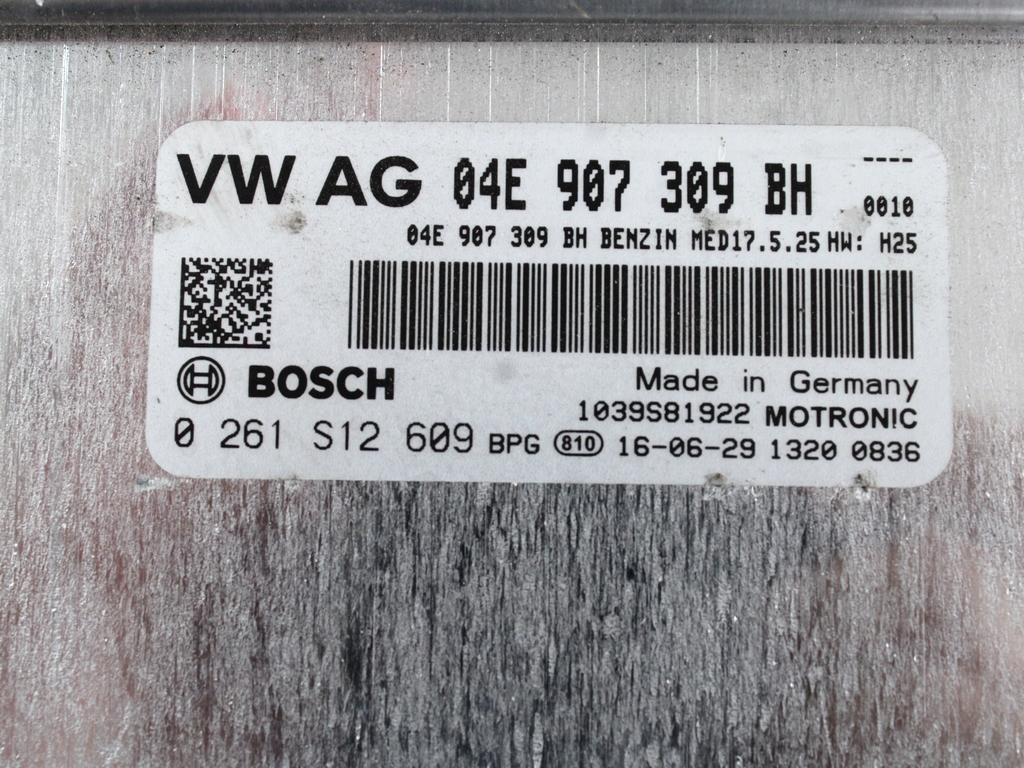 VW AG 04E 907 309 BH ----
0010
04E 907 309 BH BENZIN MED17.5.25 HW: H25
BOSCH Made in Germany
1039S81922 MOTRONIC
0 261 S12 609 BPG 810 16-06-29 1320 0836